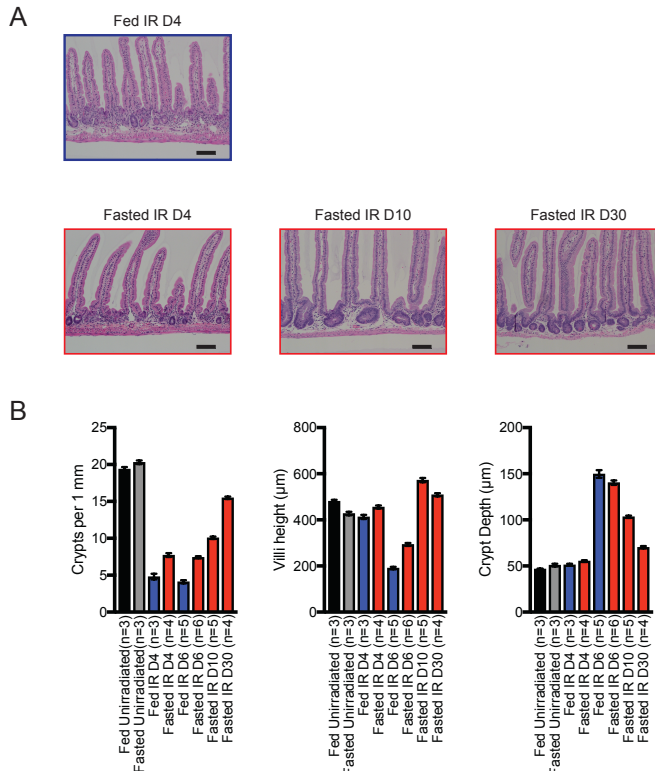 A
Fed IR D4
Fasted IR D4
Fasted IR D10
Fasted IR D30
B
Crypts per 1 mm
25
20
15
10
5
0
Fed Unirradiated(n=3)
Fasted Unirradiated (n=3)
Fed IR D4 (n=3)
Fasted IR D4 (n=4)
Fed IR D6 (n=5)
Fasted IR D6 (n=6)
Fasted IR D10 (n=5)
Fasted IR D30 (n=4)
Villi height (µm)
800
600
400
200
0
Fed Unirradiated (n=3)
Fasted Unirradiated (n=3)
Fed IR D4 (n=3)
Fasted IR D4 (n=4)
Fed IR D6 (n=5)
Fasted IR D6 (n=6)
Fasted IR D10 (n=5)
Fasted IR D30 (n=4)
Crypt Depth (µm)
200
150
100
50
0
Fed Unirradiated (n=3)
Fasted Unirradiated (n=3)
Fed IR D4 (n=3)
Fasted IR D4 (n=4)
Fed IR D6 (n=5)
Fasted IR D6 (n=6)
Fasted IR D10 (n=5)
Fasted IR D30 (n=4)